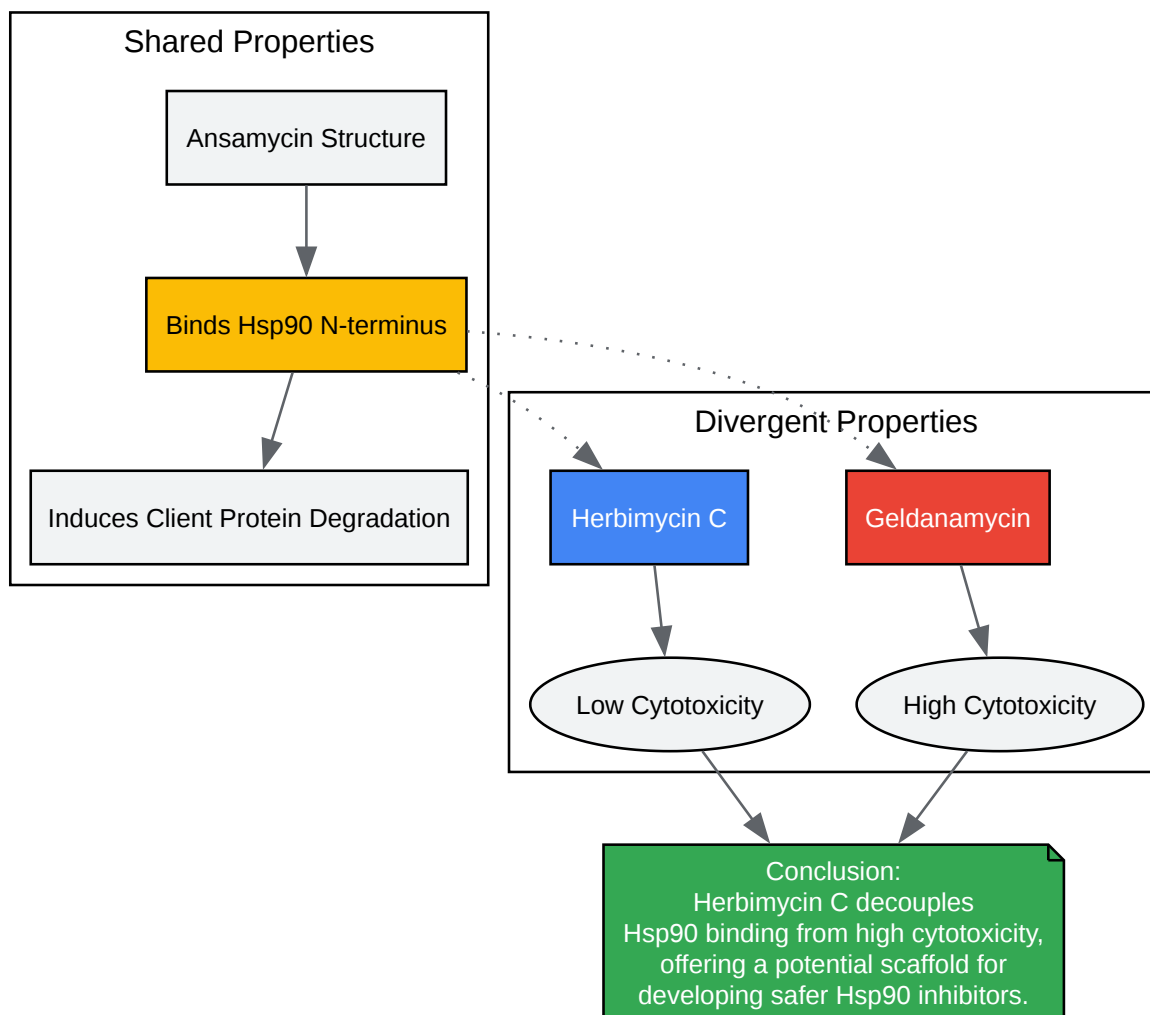 Shared Properties
Ansamycin Structure
Binds Hsp90 N-terminus
Induces Client Protein Degradation
Divergent Properties
Herbimycin C
Geldanamycin
Low Cytotoxicity
High Cytotoxicity
Conclusion:
Herbimycin C decouples
Hsp90 binding from high cytotoxicity,
offering a potential scaffold for
developing safer Hsp90 inhibitors.